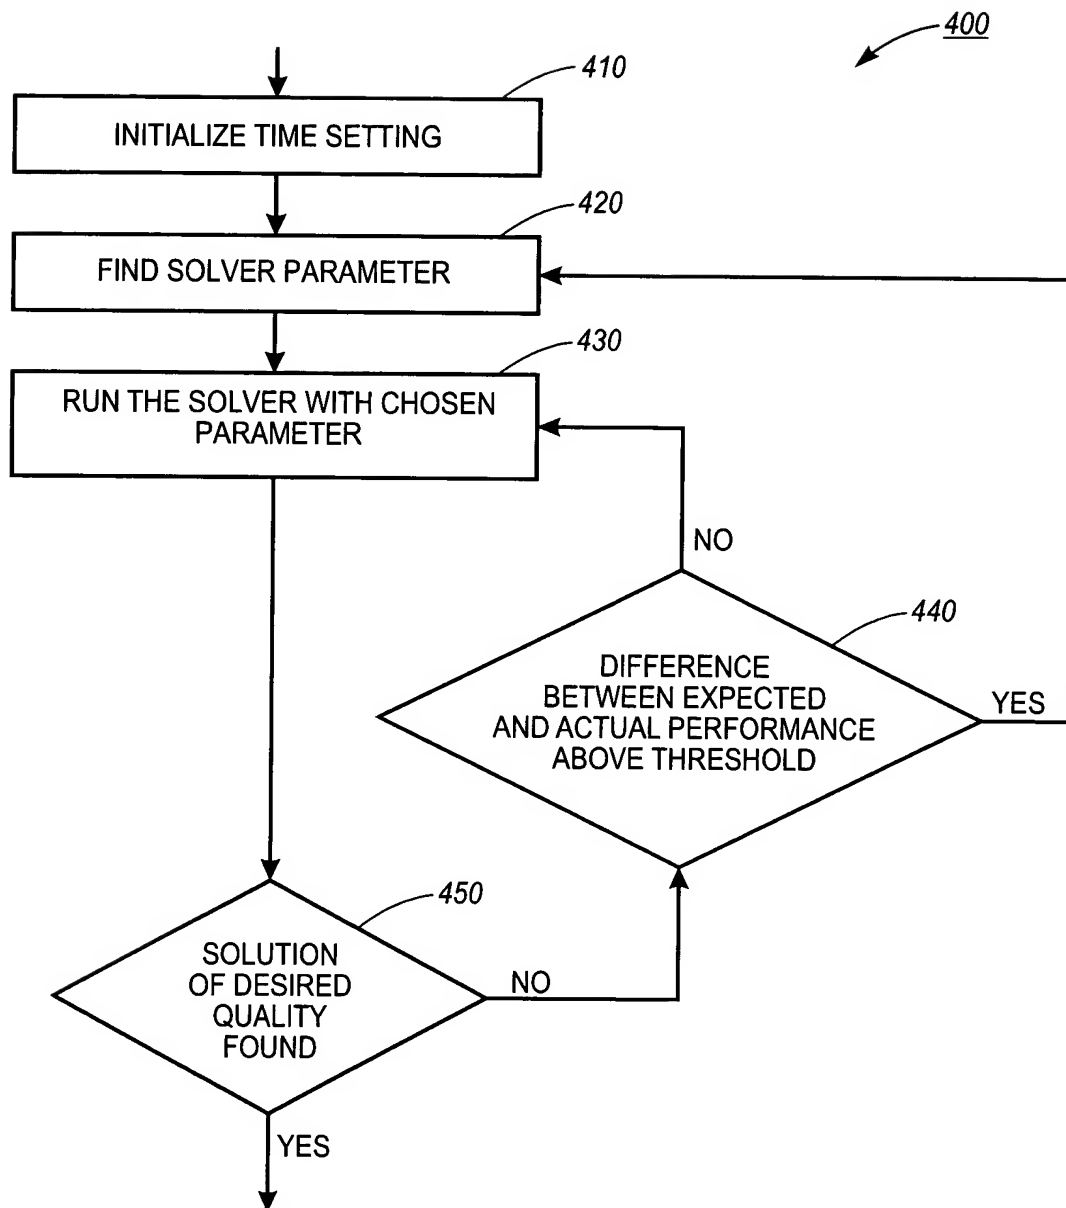 400
410
INITIALIZE TIME SETTING
420
FIND SOLVER PARAMETER
430
RUN THE SOLVER WITH CHOSEN
PARAMETER
NO
440
DIFFERENCE
BETWEEN EXPECTED
AND ACTUAL PERFORMANCE
ABOVE THRESHOLD
YES
450
SOLUTION
OF DESIRED
QUALITY
FOUND
NO
YES